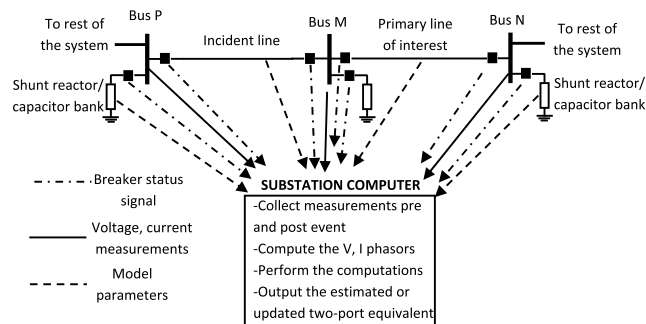 Bus P
Bus M
Bus N
To rest of
the system
Incident line
Primary line
of interest
To rest of
the system
Shunt reactor/
capacitor bank
Shunt reactor/
capacitor bank
Breaker status
signal
Voltage, current
measurements
Model
parameters
SUBSTATION COMPUTER
-Collect measurements pre
and post event
-Compute the V, I phasors
-Perform the computations
-Output the estimated or
updated two-port equivalent